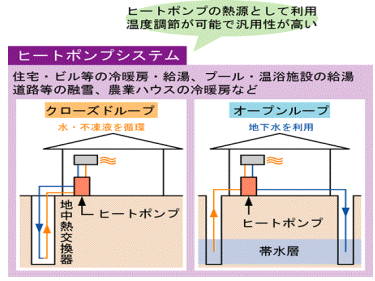 ヒートポンプの熱源として利用
温度調節が可能で汎用性が高い
ヒートポンプシステム
住宅・ビル等の冷暖房・給湯、プール・温浴施設の給湯
道路等の融雪、農業ハウスの冷暖房など
クローズドループ
水・不凍液を循環
地中熱交換器
ヒートポンプ
オープンループ
地下水を利用
ヒートポンプ
帯水層